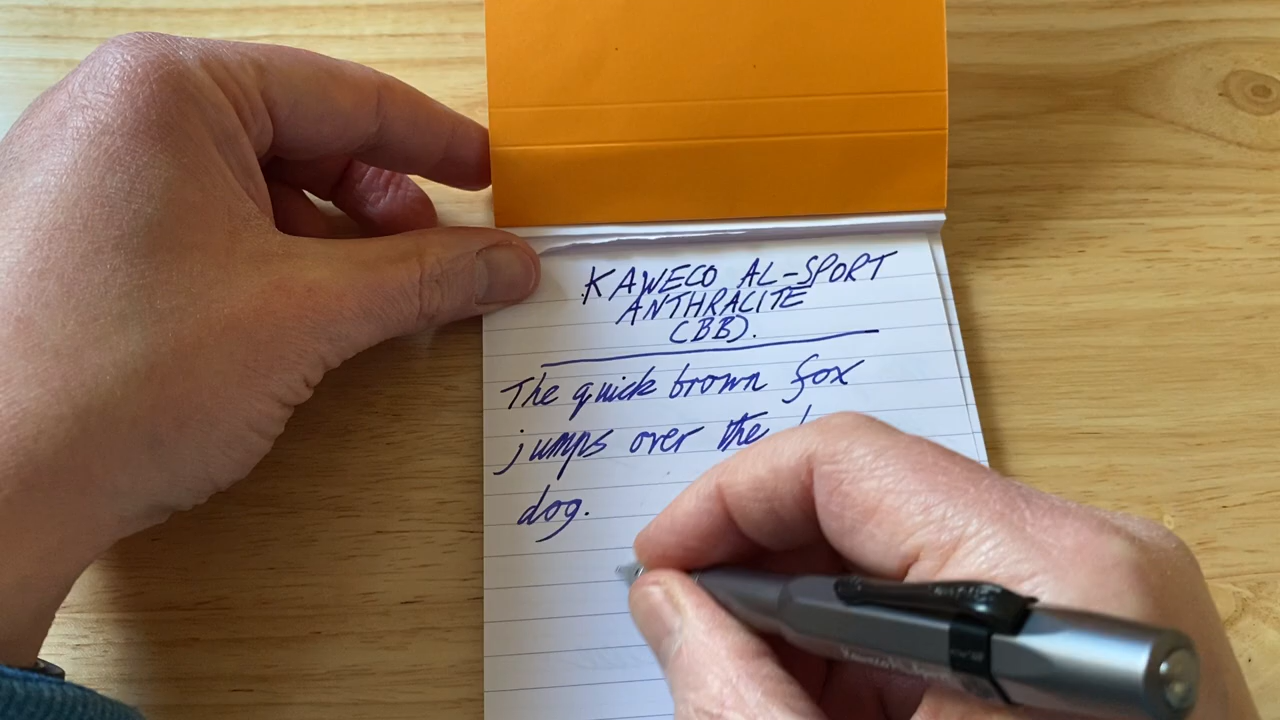 KAWECO AL-SPORT
ANTHRACITE
(BB).
The quick brown fox
jumps over the
dog.